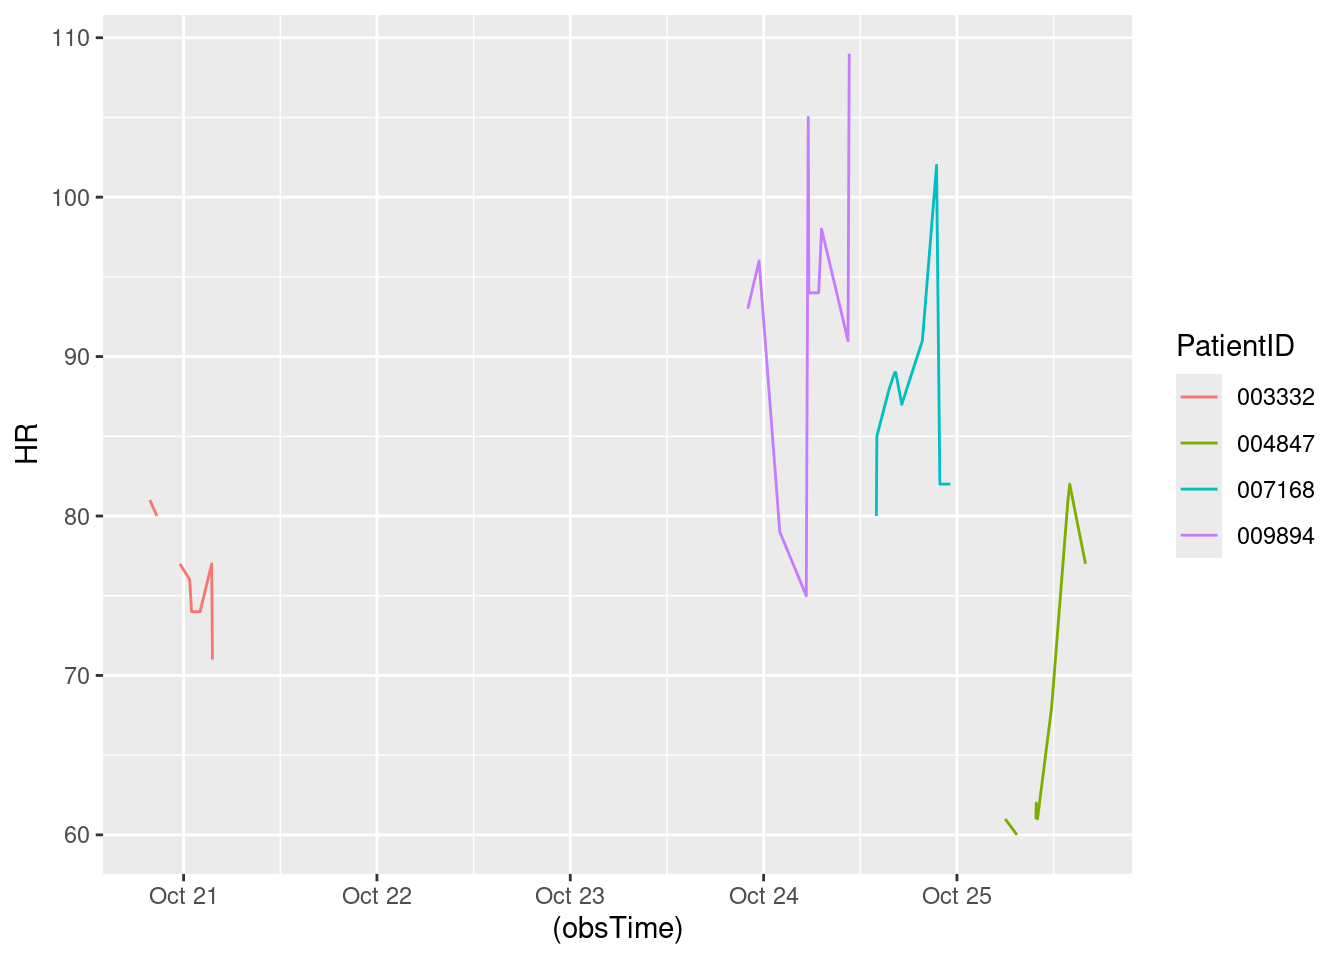 110
100
90
80
70
60
HR
Oct 21
Oct 22
Oct 23
Oct 24
Oct 25
(obsTime)
PatientID
003332
004847
007168
009894